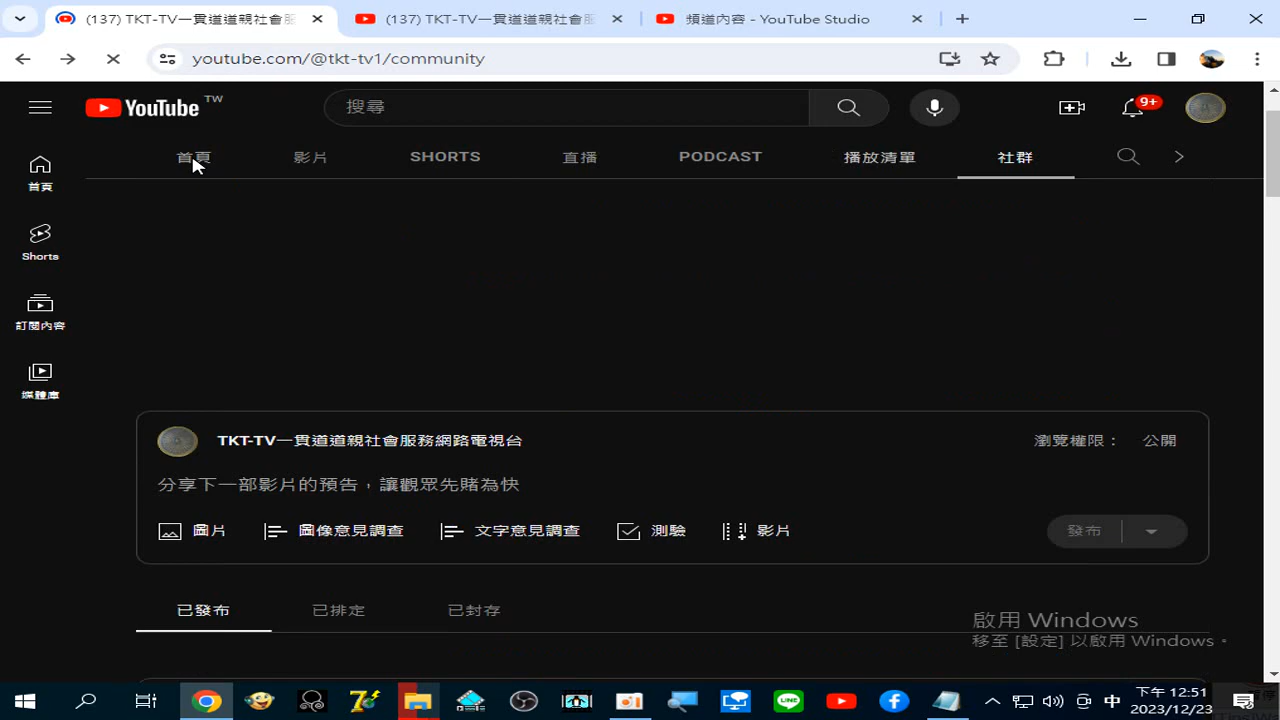 (137) TKT-TV一貫道道親社會服
(137) TKT-TV一貫道道親社會服
頻道內容 - YouTube Studio
youtube.com/@tkt-tv1/community
YouTube TW
搜尋
9+
首頁
影片
SHORTS
直播
PODCAST
播放清單
社群
首頁
Shorts
訂閱內容
媒體庫
TKT-TV一貫道道親社會服務網路電視台
瀏覽權限： 公開
分享下一部影片的預告，讓觀眾先睹為快
圖片
圖像意見調查
文字意見調查
測驗
影片
發布
已發布
已排定
已封存
啟用 Windows
移至 [設定] 以啟用 Windows。
中
下午 12:51
2023/12/23